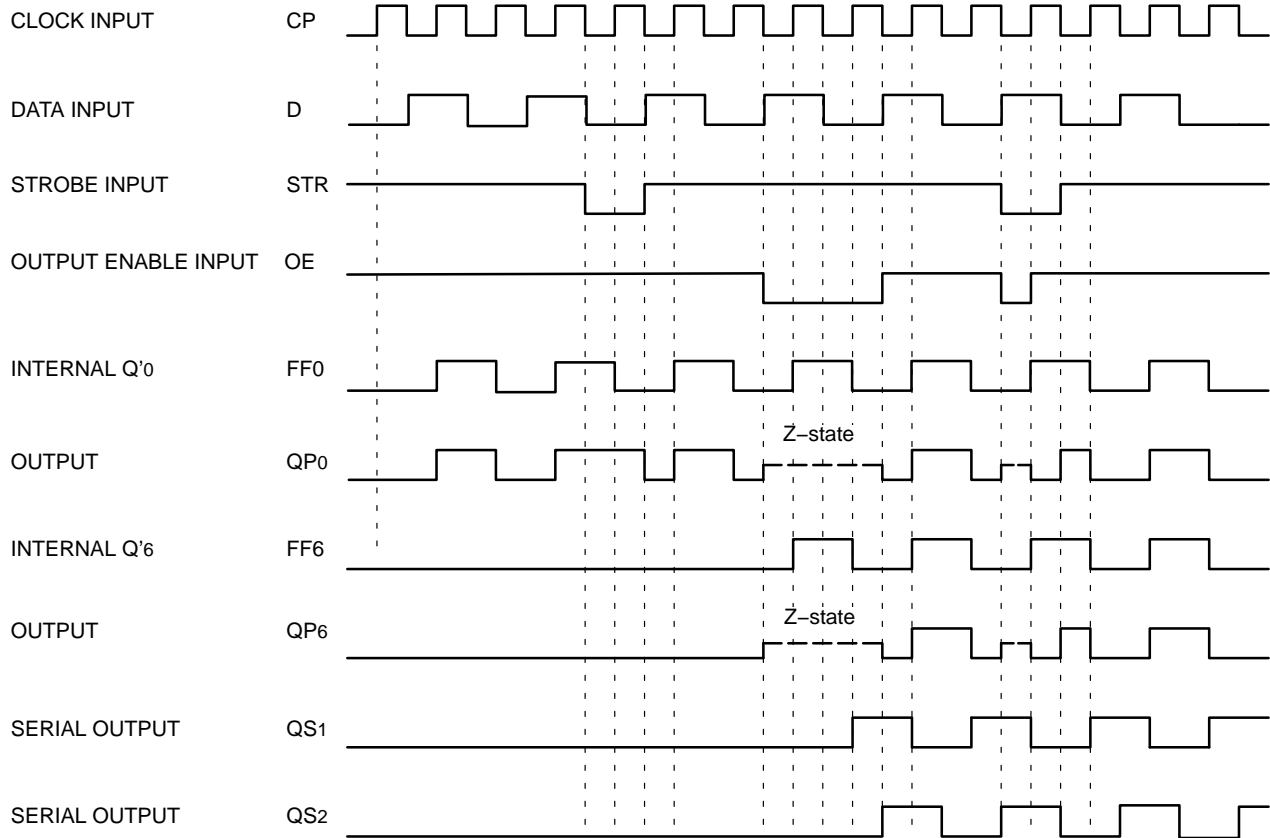 CLOCK INPUT CP
DATA INPUT D
STROBE INPUT STR
OUTPUT ENABLE INPUT OE
INTERNAL Q’0 FF0
Z−state
OUTPUT QP0
INTERNAL Q’6 FF6
Z−state
OUTPUT QP6
SERIAL OUTPUT QS1
SERIAL OUTPUT QS2